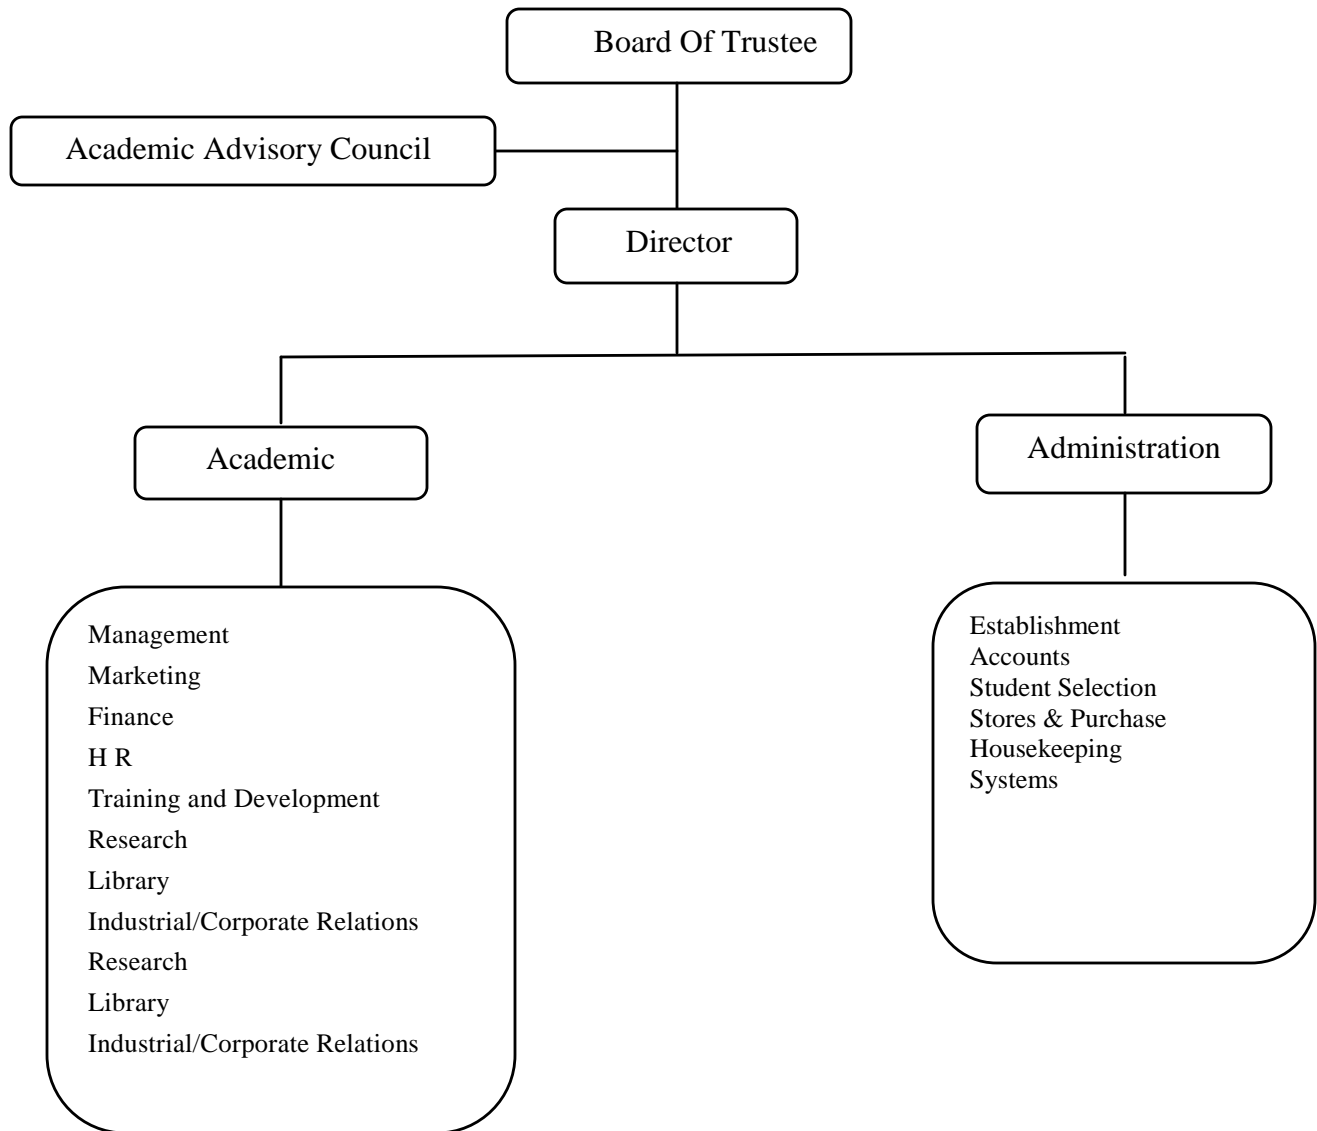 Board Of Trustee
Academic Advisory Council
Director
Academic
Administration
Management
Marketing
Finance
H R
Training and Development
Research
Library
Industrial/Corporate Relations
Research
Library
Industrial/Corporate Relations
Establishment
Accounts
Student Selection
Stores & Purchase
Housekeeping
Systems